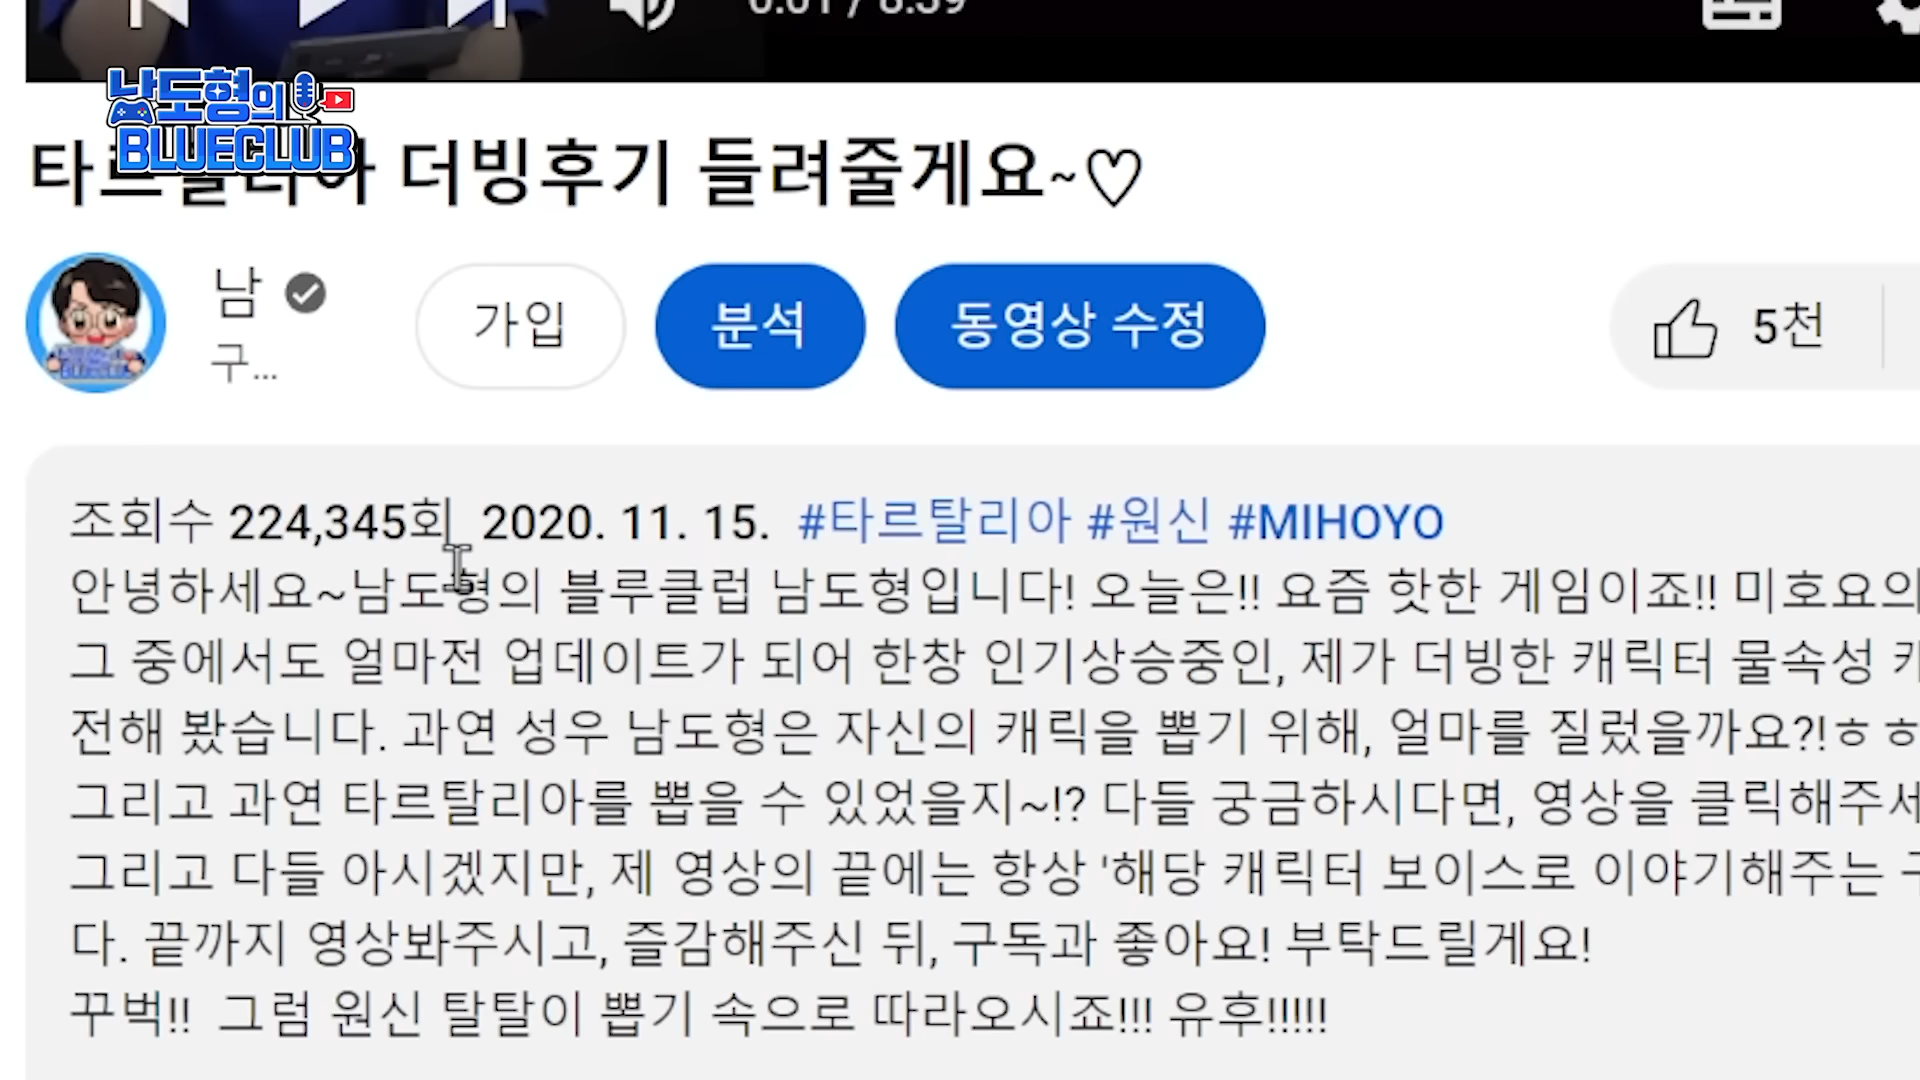 0:01 / 8:39
남도형의
BLUECLUB
타르탈리아 더빙후기 들려줄게요~♡
남
구...
가입
분석
동영상 수정
5천
조회수 224,345회 2020. 11. 15. #타르탈리아 #원신 #MIHOYO
안녕하세요~남도형의 블루클럽 남도형입니다! 오늘은!! 요즘 핫한 게임이죠!! 미호요의
그 중에서도 얼마전 업데이트가 되어 한창 인기상승중인, 제가 더빙한 캐릭터 물속성
전해 봤습니다. 과연 성우 남도형은 자신의 캐릭을 뽑기 위해, 얼마를 질렀을까요?!ㅎㅎ
그리고 과연 타르탈리아를 뽑을 수 있었을지~!? 다들 궁금하시다면, 영상을 클릭해주세
그리고 다들 아시겠지만, 제 영상의 끝에는 항상 '해당 캐릭터 보이스로 이야기해주는
다. 끝까지 영상봐주시고, 즐감해주신 뒤, 구독과 좋아요! 부탁드릴게요!
꾸벅!! 그럼 원신 탈탈이 뽑기 속으로 따라오시죠!!! 유후!!!!!